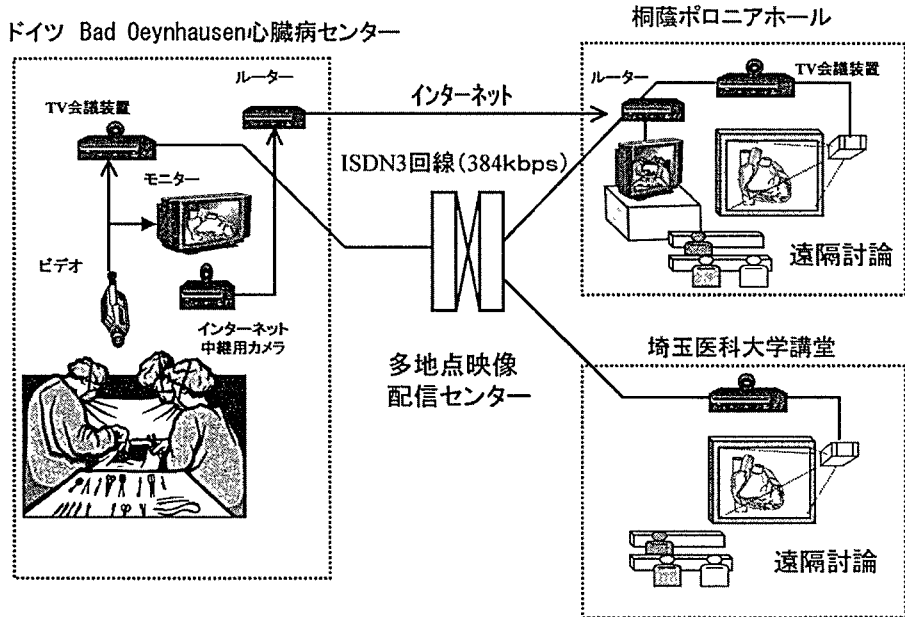 ドイツ Bad Oeynhausen心臓病センター
ルーター
TV会議装置
モニター
ビデオ
インターネット
中継用カメラ
インターネット
ISDN3回線(384kbps)
多地点映像
配信センター
桐蔭ポロニアホール
ルーター
TV会議装置
遠隔討論
埼玉医科大学講堂
遠隔討論